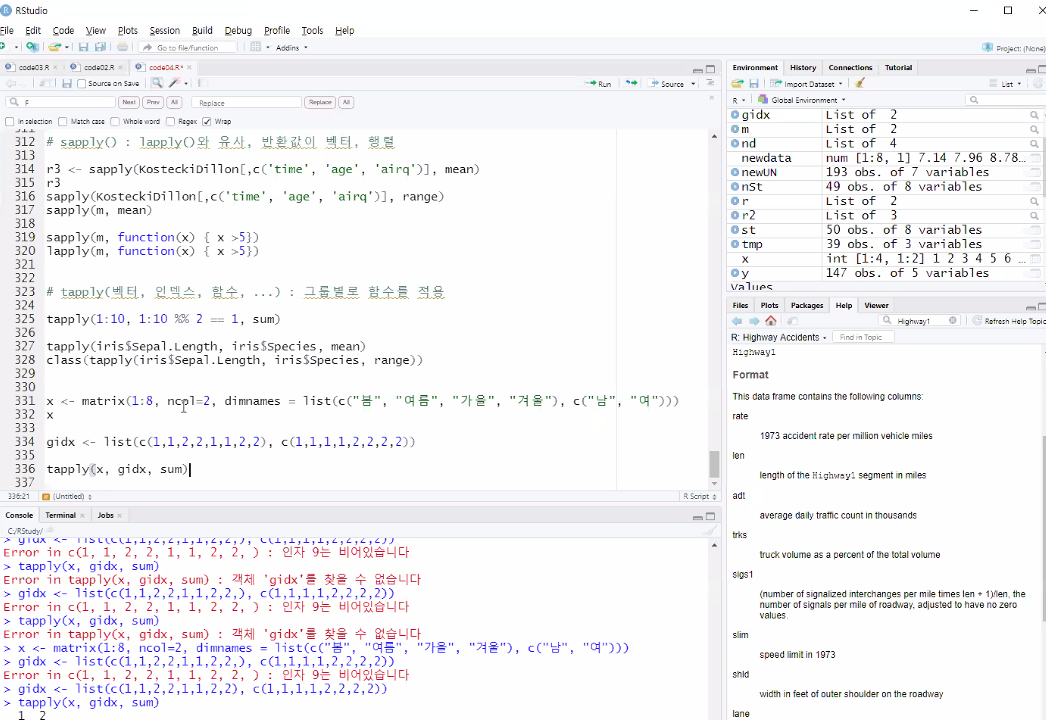 RStudio
File Edit Code View Plots Session Build Debug Profile Tools Help
Go to file/function Addins Project: (None)
code03.R code02.R code04.R*
Source on Save Run Source
F Next Prev All Replace Replace All
In selection Match case Whole word Regex Wrap
311
312 # sapply() : lapply()와 유사, 반환값이 벡터, 행렬
313
314 r3 <- sapply(KosteckiDillon[,c('time', 'age', 'airq')], mean)
315 r3
316 sapply(KosteckiDillon[,c('time', 'age', 'airq')], range)
317 sapply(m, mean)
318
319 sapply(m, function(x) { x >5})
320 lapply(m, function(x) { x >5})
321
322
323 # tapply(벡터, 인덱스, 함수, ...) : 그룹별로 함수를 적용
324
325 tapply(1:10, 1:10 %% 2 == 1, sum)
326
327 tapply(iris$Sepal.Length, iris$Species, mean)
328 class(tapply(iris$Sepal.Length, iris$Species, range))
329
330
331 x <- matrix(1:8, ncol=2, dimnames = list(c("봄", "여름", "가을", "겨울"), c("남", "여")))
332 x
333
334 gidx <- list(c(1,1,2,2,1,1,2,2), c(1,1,1,1,2,2,2,2))
335
336 tapply(x, gidx, sum)
337
336:21 (Untitled) R Script
Console Terminal Jobs
C:/RStudy/
> gidx <- list(c(1,1,2,2,1,1,2,2,), c(1,1,1,1,2,2,2,2))
Error in c(1, 1, 2, 2, 1, 1, 2, 2, ) : 인자 9는 비어있습니다
> tapply(x, gidx, sum)
Error in tapply(x, gidx, sum) : 객체 'gidx'를 찾을 수 없습니다
> gidx <- list(c(1,1,2,2,1,1,2,2,), c(1,1,1,1,2,2,2,2))
Error in c(1, 1, 2, 2, 1, 1, 2, 2, ) : 인자 9는 비어있습니다
> tapply(x, gidx, sum)
Error in tapply(x, gidx, sum) : 객체 'gidx'를 찾을 수 없습니다
> x <- matrix(1:8, ncol=2, dimnames = list(c("봄", "여름", "가을", "겨울"), c("남", "여")))
> gidx <- list(c(1,1,2,2,1,1,2,2,), c(1,1,1,1,2,2,2,2))
Error in c(1, 1, 2, 2, 1, 1, 2, 2, ) : 인자 9는 비어있습니다
> gidx <- list(c(1,1,2,2,1,1,2,2), c(1,1,1,1,2,2,2,2))
> tapply(x, gidx, sum)
1 2
Environment History Connections Tutorial
Import Dataset List
R Global Environment
gidx List of 2
m List of 2
nd List of 4
newdata num [1:8, 1] 7.14 7.96 8.78…
newUN 193 obs. of 7 variables
nSt 49 obs. of 8 variables
r List of 2
r2 List of 3
st 50 obs. of 8 variables
tmp 39 obs. of 3 variables
x int [1:4, 1:2] 1 2 3 4 5 6 …
y 147 obs. of 5 variables
Values
Files Plots Packages Help Viewer
Highway1 Refresh Help Topic
R: Highway Accidents Find in Topic
Highway1
Format
This data frame contains the following columns:
rate
1973 accident rate per million vehicle miles
len
length of the Highway1 segment in miles
adt
average daily traffic count in thousands
trks
truck volume as a percent of the total volume
sigs1
(number of signalized interchanges per mile times len + 1)/len, the
number of signals per mile of roadway, adjusted to have no zero
values.
slim
speed limit in 1973
shld
width in feet of outer shoulder on the roadway
lane